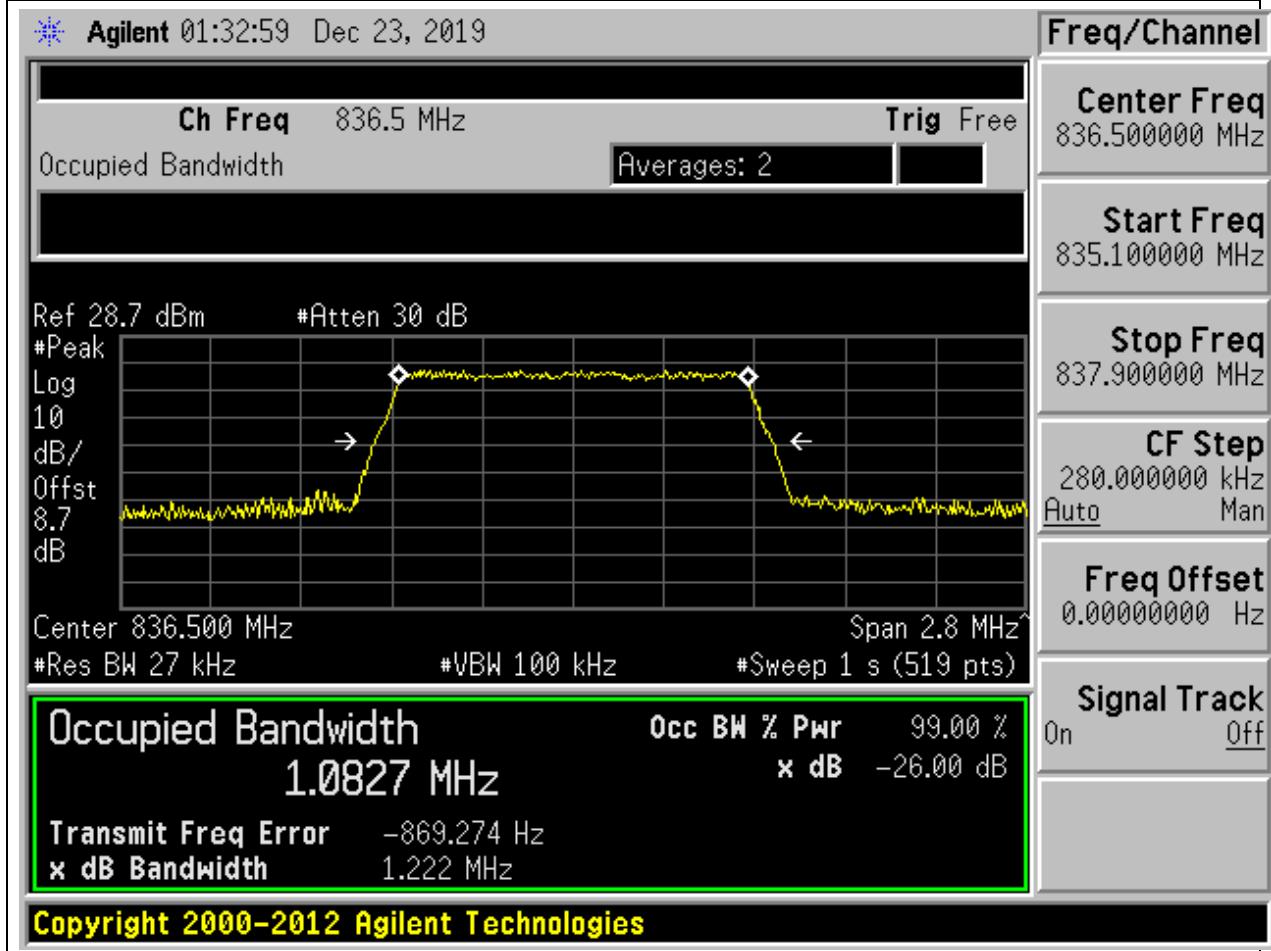 Agilent 01:32:59 Dec 23, 2019
Ch Freq 836.5 MHz Trig Free
Occupied Bandwidth Averages: 2
Ref 28.7 dBm #Atten 30 dB
#Peak
Log
10
dB/
Offst
8.7
dB
Center 836.500 MHz Span 2.8 MHz^
#Res BW 27 kHz #VBW 100 kHz #Sweep 1 s (519 pts)
Occupied Bandwidth Occ BW % Pwr 99.00 %
1.0827 MHz x dB -26.00 dB
Transmit Freq Error -869.274 Hz
x dB Bandwidth 1.222 MHz
Copyright 2000-2012 Agilent Technologies
Freq/Channel
Center Freq
836.500000 MHz
Start Freq
835.100000 MHz
Stop Freq
837.900000 MHz
CF Step
280.000000 kHz
Auto Man
Freq Offset
0.00000000 Hz
Signal Track
On Off